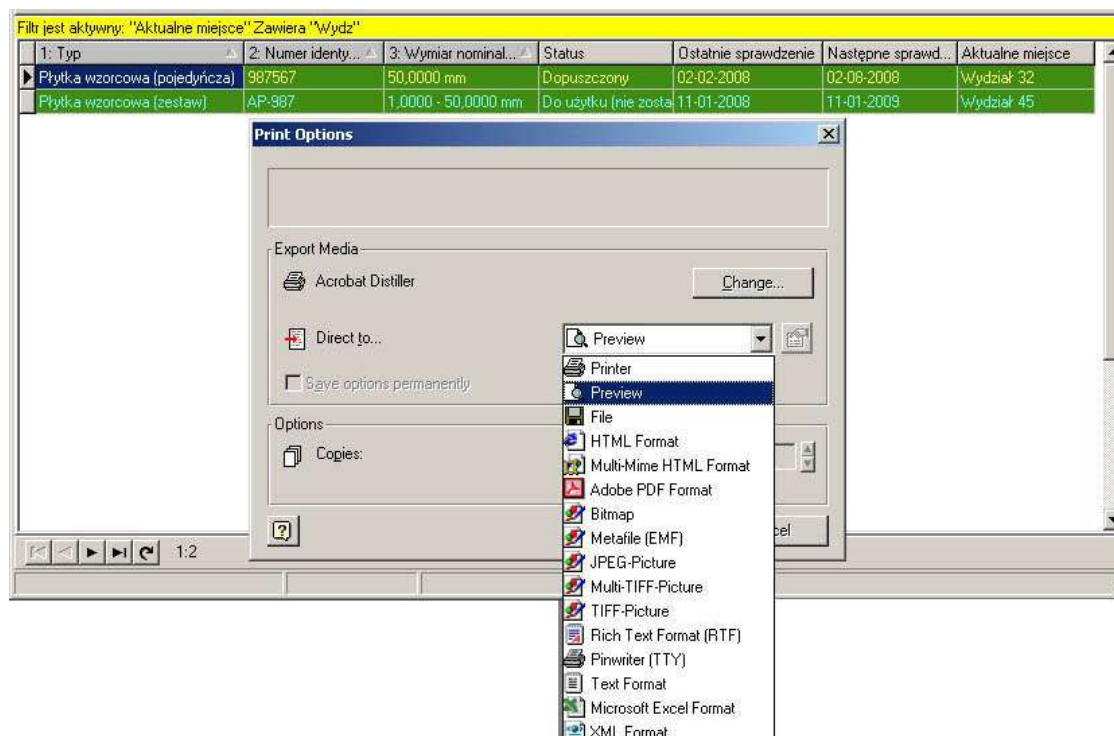 Filtr jest aktywny: "Aktualne miejsce" Zawiera "Wydz"
1: Typ 2: Numer identy... 3: Wymiar nominal... Status Ostatnie sprawdzenie Następne sprawd... Aktualne miejsce
Płytka wzorcowa (pojedyńcza) 987567 50,0000 mm Dopuszczony 02-02-2008 02-08-2008 Wydział 32
Płytka wzorcowa (zestaw) AP-987 1,0000 - 50,0000 mm Do użytku (nie zosta 11-01-2008 11-01-2009 Wydział 45
Print Options
Export Media
Acrobat Distiller Change...
Direct to... Preview
Printer
Save options permanently
Preview
File
Options
HTML Format
Copies:
Multi-Mime HTML Format
Adobe PDF Format
Bitmap
Metafile (EMF)
cel
1:2
JPEG-Picture
Multi-TIFF-Picture
TIFF-Picture
Rich Text Format (RTF)
Pinwriter (TTY)
Text Format
Microsoft Excel Format
XML Format